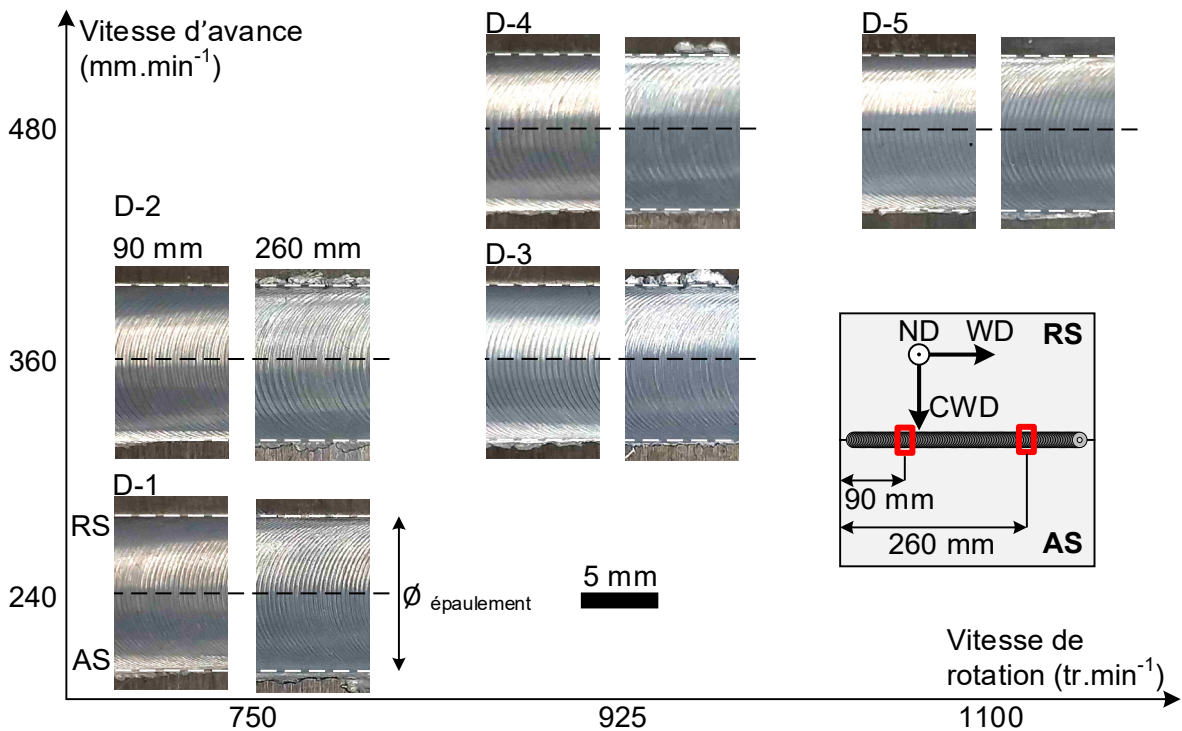 Vitesse d'avance
(mm.min⁻¹)
D-4
D-5
480
D-2
90 mm
260 mm
D-3
360
ND
WD
RS
CWD
90 mm
260 mm
AS
D-1
RS
AS
Ø épaulement
5 mm
240
Vitesse de
rotation (tr.min⁻¹)
750
925
1100